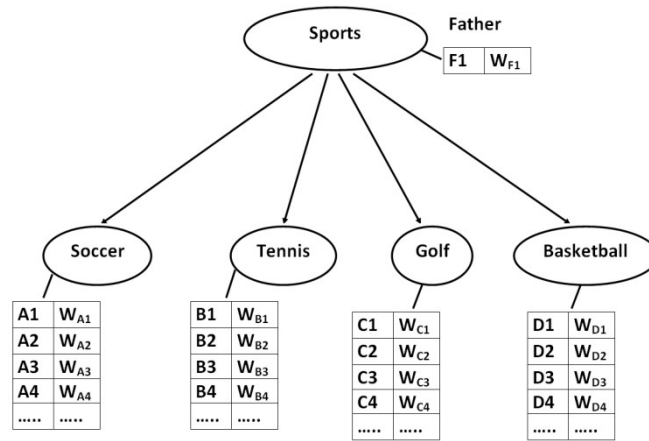 Sports
Father
F1 W_F1
Soccer
Tennis
Golf
Basketball
A1 W_A1
A2 W_A2
A3 W_A3
A4 W_A4
..... .....
B1 W_B1
B2 W_B2
B3 W_B3
B4 W_B4
..... .....
C1 W_C1
C2 W_C2
C3 W_C3
C4 W_C4
..... .....
D1 W_D1
D2 W_D2
D3 W_D3
D4 W_D4
..... .....